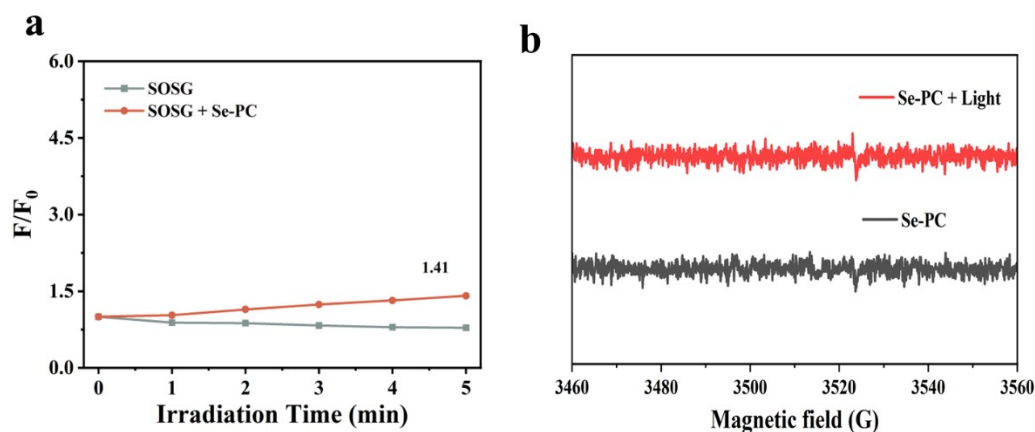 a
6.0
4.5
3.0
1.5
0.0
F/F₀
SOSG
SOSG + Se-PC
1.41
0 1 2 3 4 5
Irradiation Time (min)
b
Se-PC + Light
Se-PC
3460 3480 3500 3520 3540 3560
Magnetic field (G)